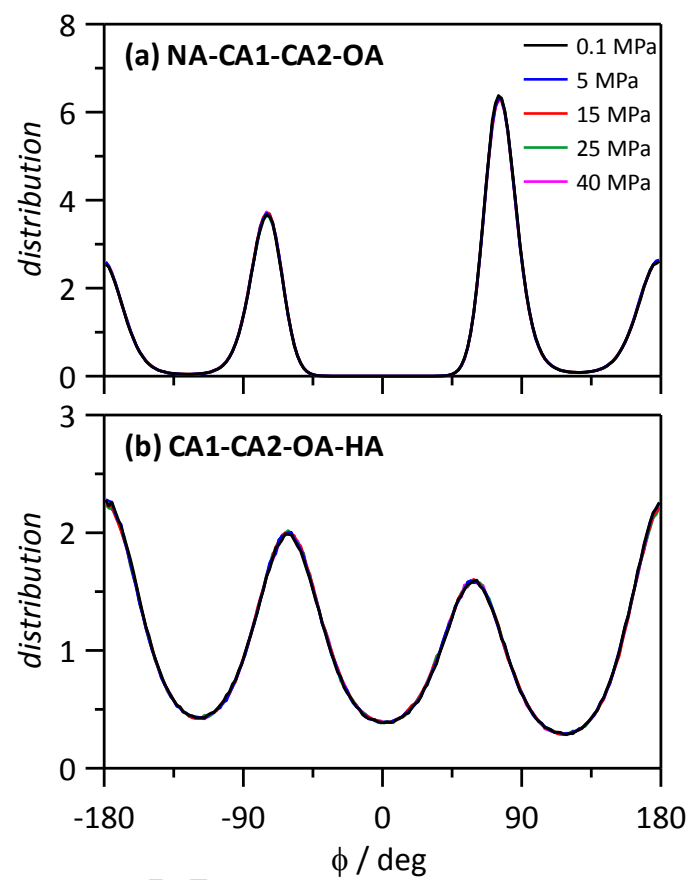 8
(a) NA-CA1-CA2-OA
0.1 MPa
5 MPa
15 MPa
25 MPa
40 MPa
6
4
2
0
distribution
3
(b) CA1-CA2-OA-HA
2
1
0
distribution
-180 -90 0 90 180
ϕ / deg